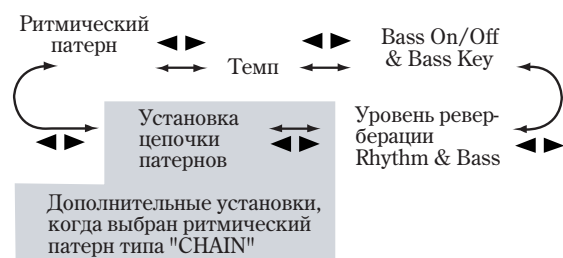 Ритмический
патерн
Темп
Bass On/Off
& Bass Key
Установка
цепочки
патернов
Уровень ревер-
берации
Rhythm & Bass
Дополнительные установки,
когда выбран ритмический
патерн типа "CHAIN"